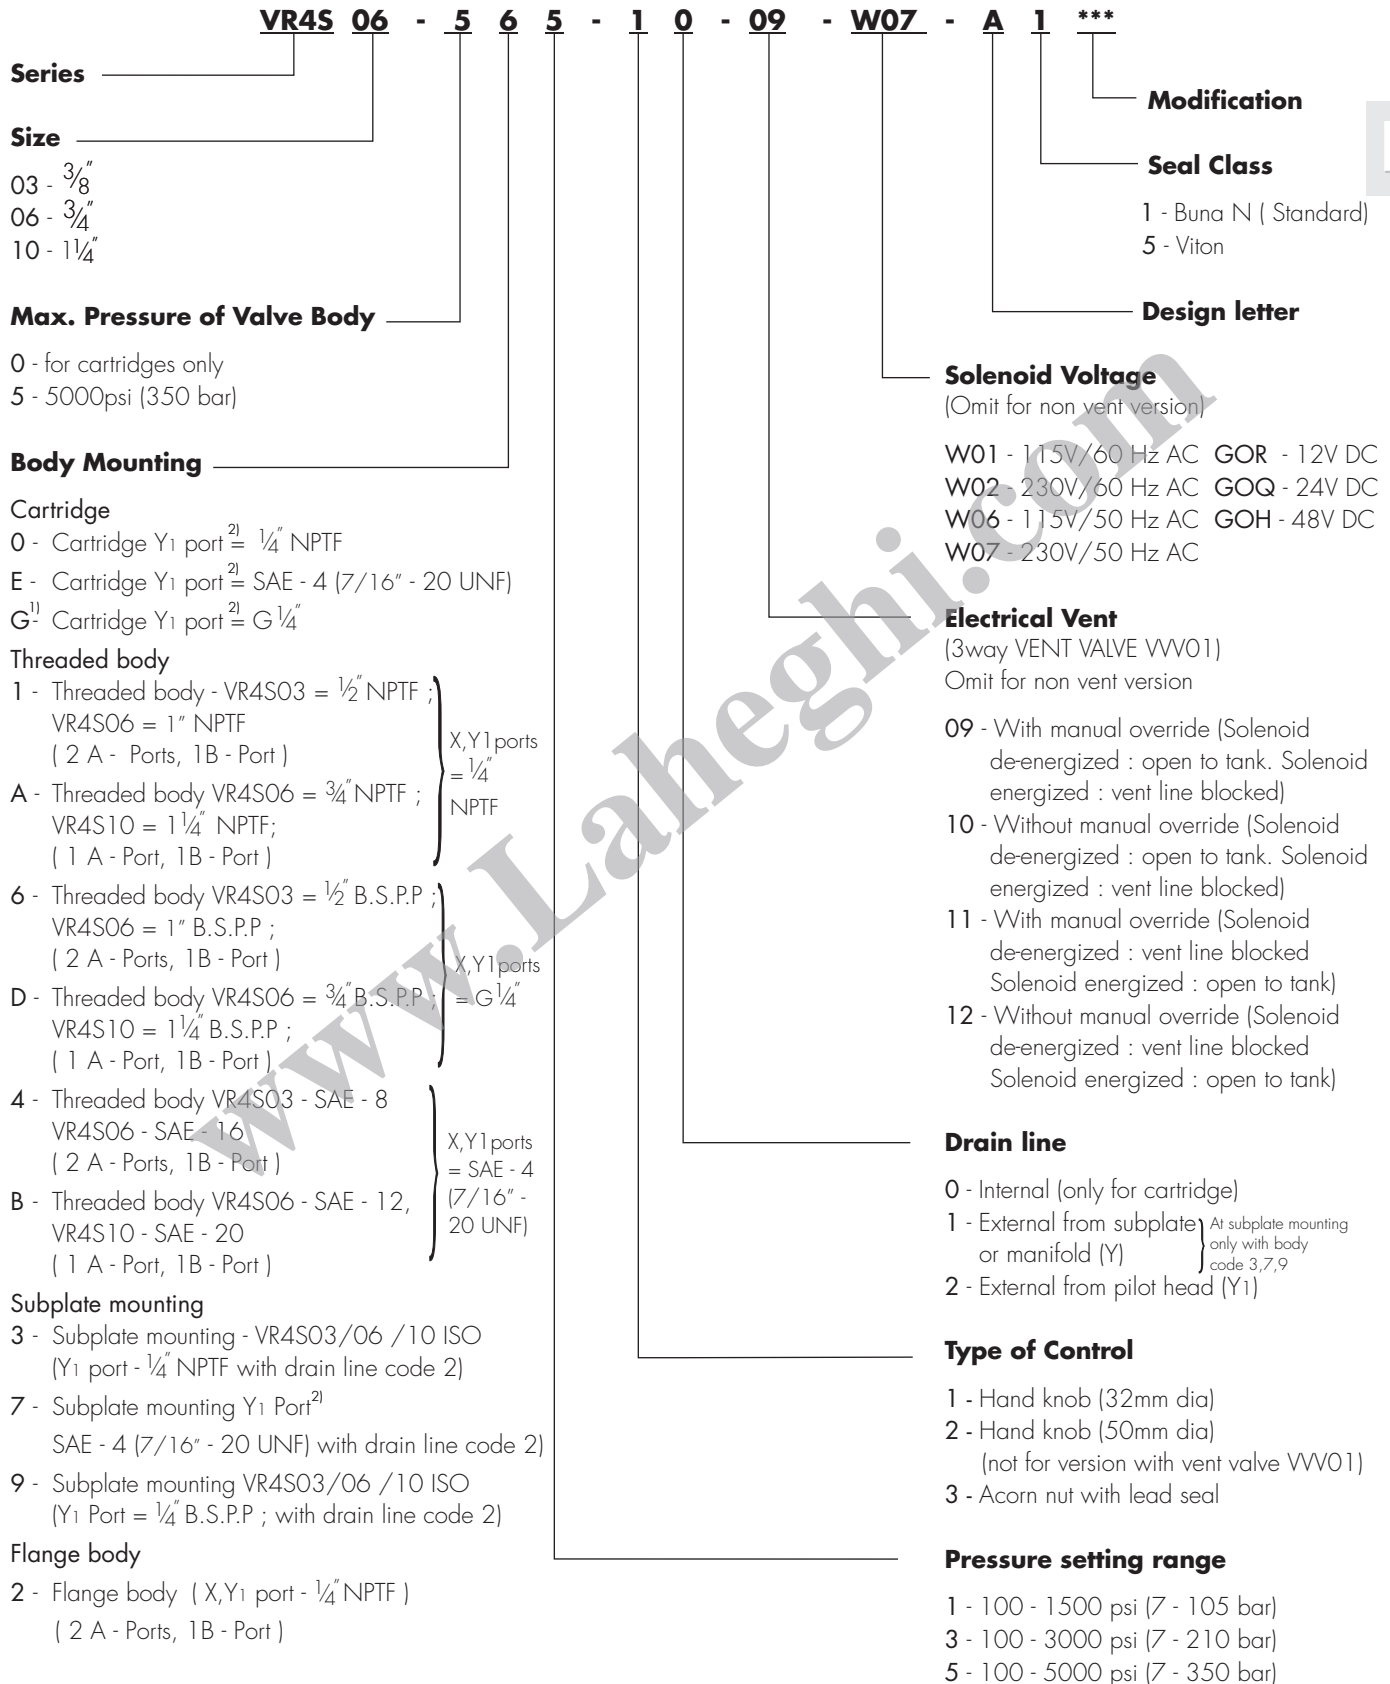 VR4S 06 - 5 6 5 - 1 0 - 09 - W07 - A 1 ***
Series
Size
03 - 3/8"
06 - 3/4"
10 - 1 1/4"
Max. Pressure of Valve Body
0 - for cartridges only
5 - 5000psi (350 bar)
Body Mounting
Cartridge
0 - Cartridge Y1 port 2) = 1/4" NPTF
E - Cartridge Y1 port 2) = SAE - 4 (7/16" - 20 UNF)
G 1) - Cartridge Y1 port 2) = G 1/4"
Threaded body
1 - Threaded body - VR4S03 = 1/2" NPTF ;
VR4S06 = 1" NPTF
( 2 A - Ports, 1B - Port )
A - Threaded body VR4S06 = 3/4" NPTF ;
VR4S10 = 1 1/4" NPTF;
( 1 A - Port, 1B - Port )
X,Y1ports
= 1/4"
NPTF
6 - Threaded body VR4S03 = 1/2" B.S.P.P ;
VR4S06 = 1" B.S.P.P ;
( 2 A - Ports, 1B - Port )
D - Threaded body VR4S06 = 3/4" B.S.P.P ;
VR4S10 = 1 1/4" B.S.P.P ;
( 1 A - Port, 1B - Port )
X,Y1ports
= G 1/4"
4 - Threaded body VR4S03 - SAE - 8
VR4S06 - SAE - 16
( 2 A - Ports, 1B - Port )
B - Threaded body VR4S06 - SAE - 12,
VR4S10 - SAE - 20
( 1 A - Port, 1B - Port )
X,Y1ports
= SAE - 4
(7/16" -
20 UNF)
Subplate mounting
3 - Subplate mounting - VR4S03/06 /10 ISO
(Y1 port - 1/4" NPTF with drain line code 2)
7 - Subplate mounting Y1 Port 2)
SAE - 4 (7/16" - 20 UNF) with drain line code 2)
9 - Subplate mounting VR4S03/06 /10 ISO
(Y1 Port = 1/4" B.S.P.P ; with drain line code 2)
Flange body
2 - Flange body ( X,Y1 port - 1/4" NPTF )
( 2 A - Ports, 1B - Port )
Modification
Seal Class
1 - Buna N ( Standard)
5 - Viton
Design letter
Solenoid Voltage
(Omit for non vent version)
W01 - 115V/60 Hz AC GOR - 12V DC
W02 - 230V/60 Hz AC GOQ - 24V DC
W06 - 115V/50 Hz AC GOH - 48V DC
W07 - 230V/50 Hz AC
Electrical Vent
(3way VENT VALVE VVV01)
Omit for non vent version
09 - With manual override (Solenoid
de-energized : open to tank. Solenoid
energized : vent line blocked)
10 - Without manual override (Solenoid
de-energized : open to tank. Solenoid
energized : vent line blocked)
11 - With manual override (Solenoid
de-energized : vent line blocked
Solenoid energized : open to tank)
12 - Without manual override (Solenoid
de-energized : vent line blocked
Solenoid energized : open to tank)
Drain line
0 - Internal (only for cartridge)
1 - External from subplate
or manifold (Y)
At subplate mounting
only with body
code 3,7,9
2 - External from pilot head (Y1)
Type of Control
1 - Hand knob (32mm dia)
2 - Hand knob (50mm dia)
(not for version with vent valve VVV01)
3 - Acorn nut with lead seal
Pressure setting range
1 - 100 - 1500 psi (7 - 105 bar)
3 - 100 - 3000 psi (7 - 210 bar)
5 - 100 - 5000 psi (7 - 350 bar)
www.Laheghi.com